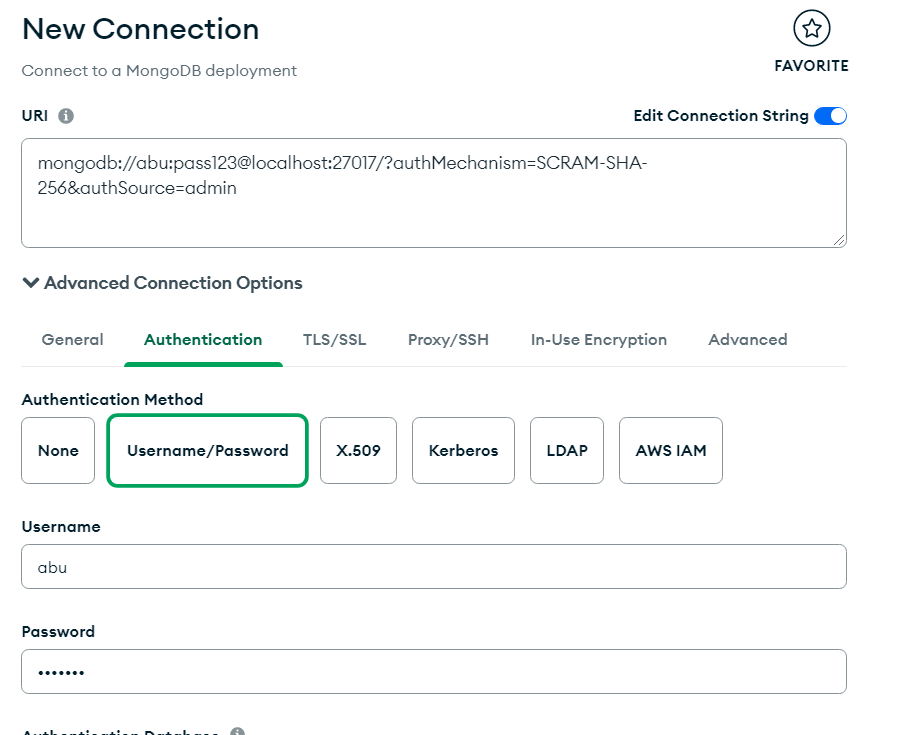 New Connection
FAVORITE
Connect to a MongoDB deployment
URI
Edit Connection String
mongodb://abu:pass123@localhost:27017/?authMechanism=SCRAM-SHA-
256&authSource=admin
Advanced Connection Options
General Authentication TLS/SSL Proxy/SSH In-Use Encryption Advanced
Authentication Method
None Username/Password X.509 Kerberos LDAP AWS IAM
Username
abu
Password
•••••••
Authentication Database